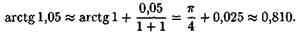 arctg 1,05 ≈ arctg 1 + 0,05/(1 + 1) = π/4 + 0,025 ≈ 0,810.